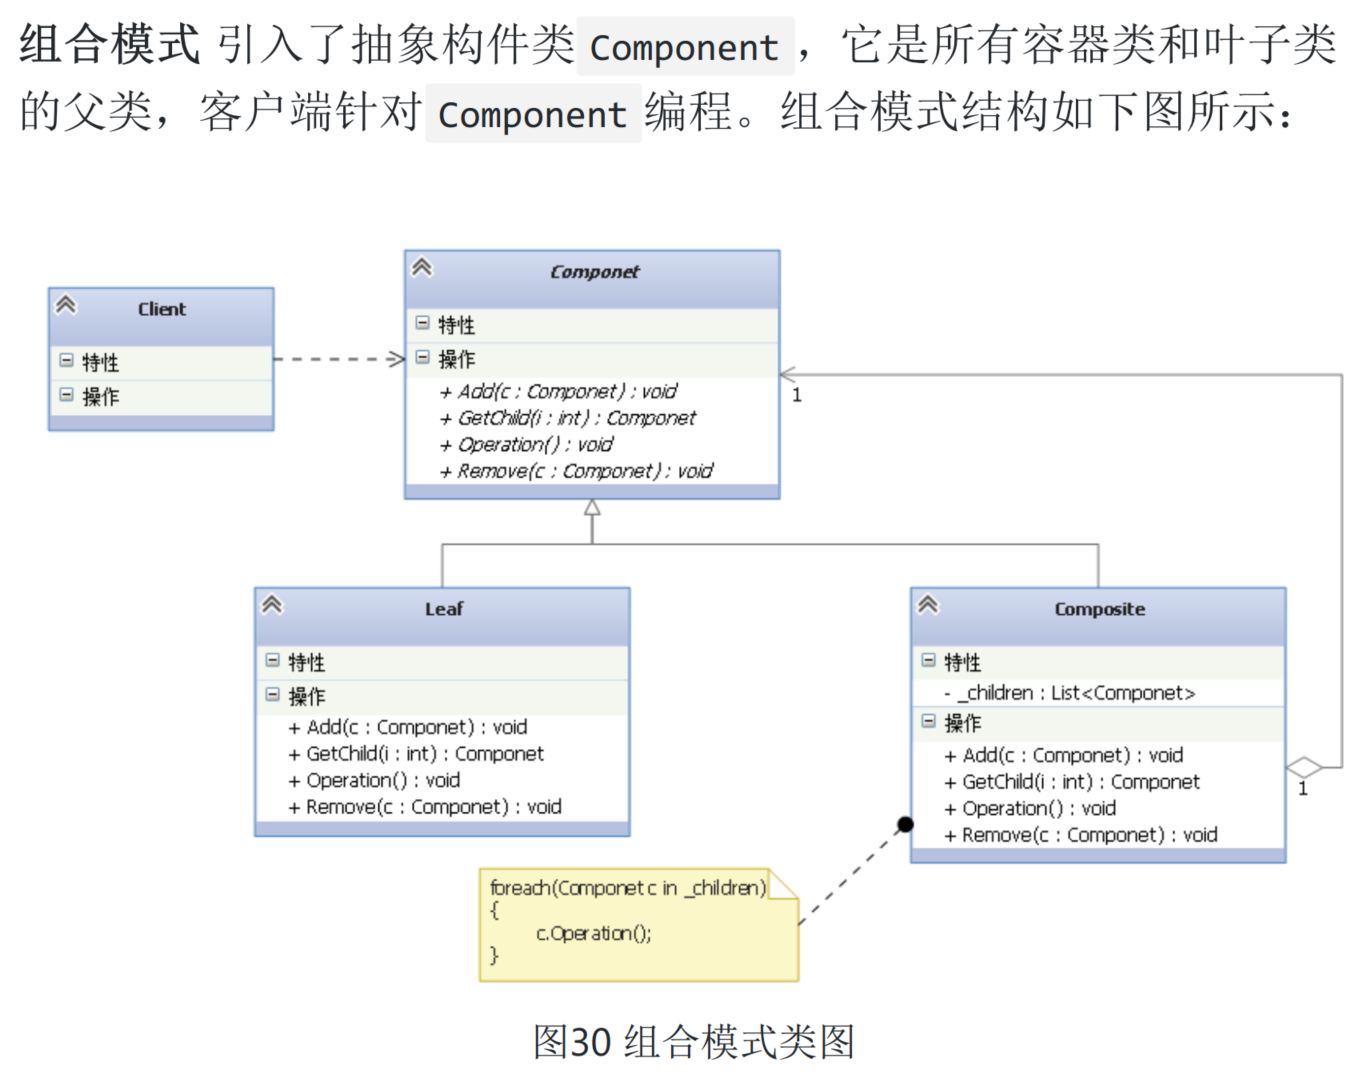 组合模式 引入了抽象构件类 Component ，它是所有容器类和叶子类
的父类，客户端针对 Component 编程。组合模式结构如下图所示：
Componet
特性
操作
+ Add(c : Componet) : void
+ GetChild(i : int) : Componet
+ Operation() : void
+ Remove(c : Componet) : void
Client
特性
操作
1
Leaf
特性
操作
+ Add(c : Componet) : void
+ GetChild(i : int) : Componet
+ Operation() : void
+ Remove(c : Componet) : void
Composite
特性
- _children : List<Componet>
操作
+ Add(c : Componet) : void
+ GetChild(i : int) : Componet
+ Operation() : void
+ Remove(c : Componet) : void
1
foreach(Componet c in _children)
{
c.Operation();
}
图30 组合模式类图